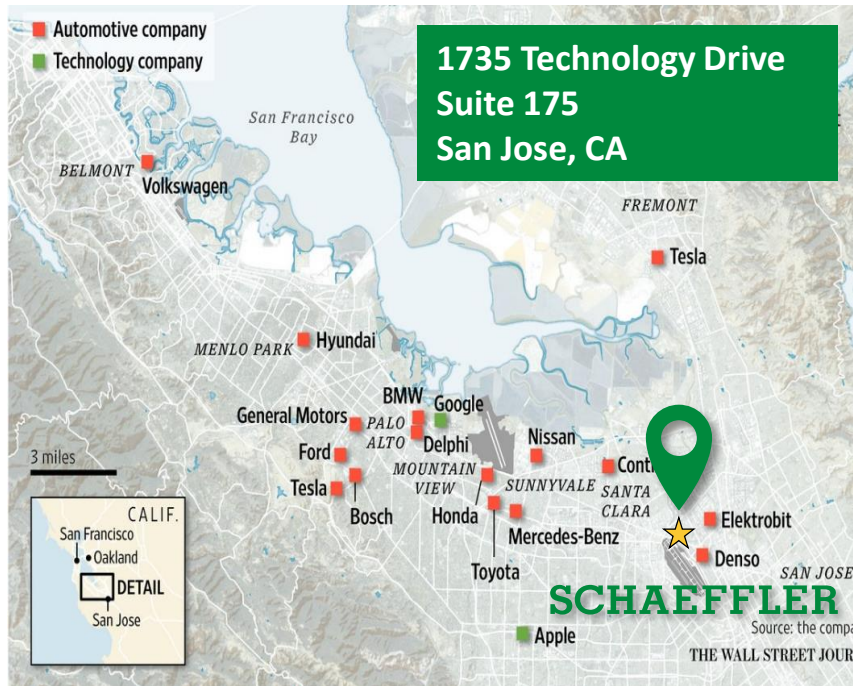 Automotive company
Technology company
1735 Technology Drive
Suite 175
San Jose, CA
San Francisco
Bay
BELMONT
Volkswagen
FREMONT
Tesla
MENLO PARK
Hyundai
BMW
Google
General Motors
PALO
ALTO
Delphi
Ford
Nissan
MOUNTAIN
VIEW
SUNNYVALE
SANTA
CLARA
Tesla
Bosch
Honda
Mercedes-Benz
Toyota
Elektrobit
Denso
SAN JOSE
3 miles
CALIF.
San Francisco
Oakland
DETAIL
San Jose
SCHAEFFLER
Apple
Source: the
THE WALL STREET